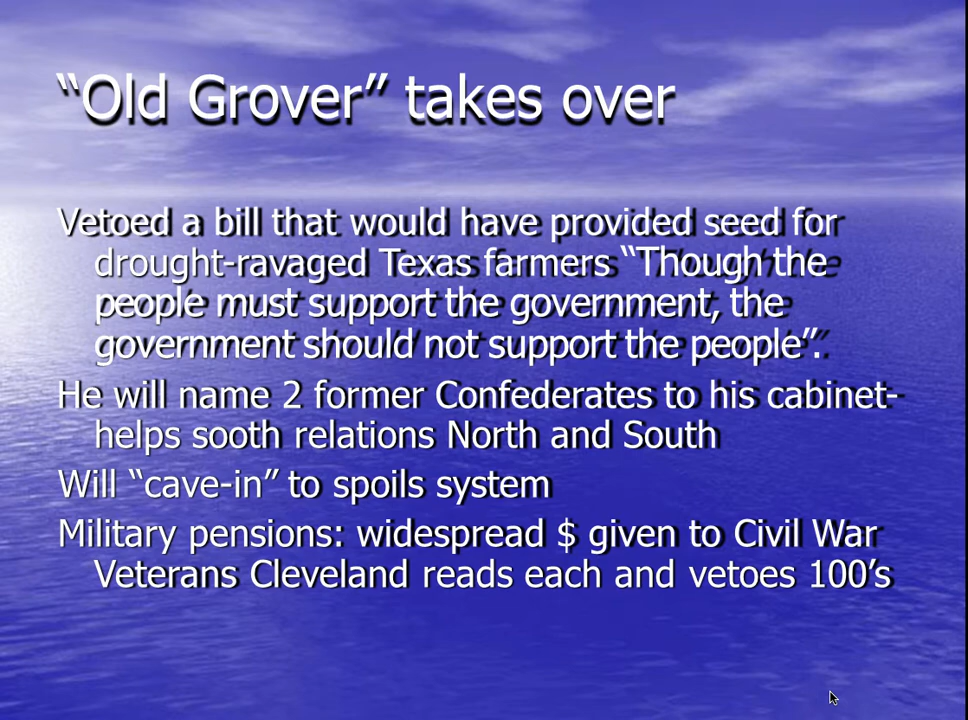 “Old Grover” takes over
Vetoed a bill that would have provided seed for
drought-ravaged Texas farmers “Though the
people must support the government, the
government should not support the people”.
He will name 2 former Confederates to his cabinet-
helps sooth relations North and South
Will “cave-in” to spoils system
Military pensions: widespread $ given to Civil War
Veterans Cleveland reads each and vetoes 100’s